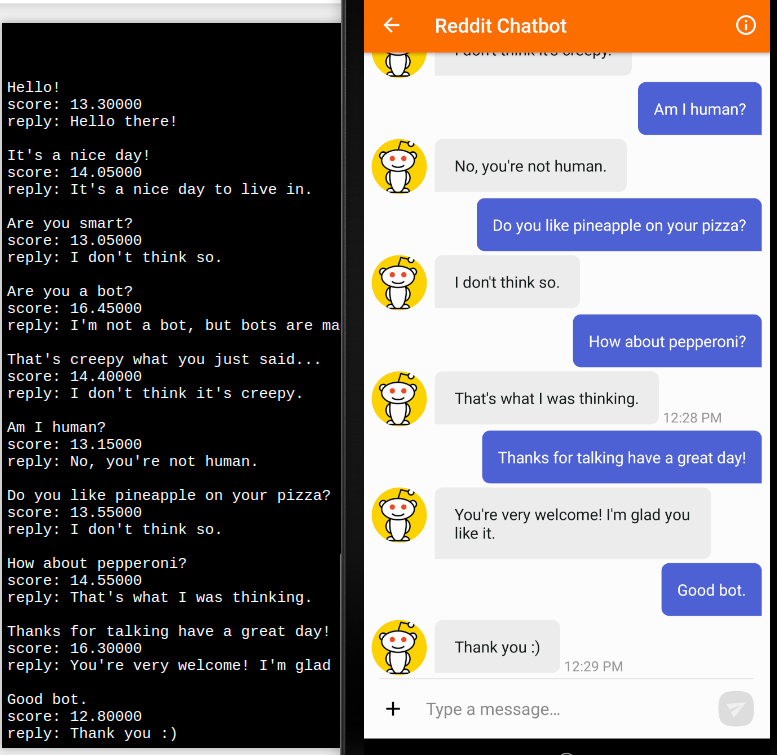 Hello!
score: 13.30000
reply: Hello there!
It's a nice day!
score: 14.05000
reply: It's a nice day to live in.
Are you smart?
score: 13.05000
reply: I don't think so.
Are you a bot?
score: 16.45000
reply: I'm not a bot, but bots are ma
That's creepy what you just said...
score: 14.40000
reply: I don't think it's creepy.
Am I human?
score: 13.15000
reply: No, you're not human.
Do you like pineapple on your pizza?
score: 13.55000
reply: I don't think so.
How about pepperoni?
score: 14.55000
reply: That's what I was thinking.
Thanks for talking have a great day!
score: 16.30000
reply: You're very welcome! I'm glad
Good bot.
score: 12.80000
reply: Thank you :)
Reddit Chatbot
I don't think it's creepy.
Am I human?
No, you're not human.
Do you like pineapple on your pizza?
I don't think so.
How about pepperoni?
That's what I was thinking.
12:28 PM
Thanks for talking have a great day!
You're very welcome! I'm glad you
like it.
Good bot.
Thank you :)
12:29 PM
Type a message...